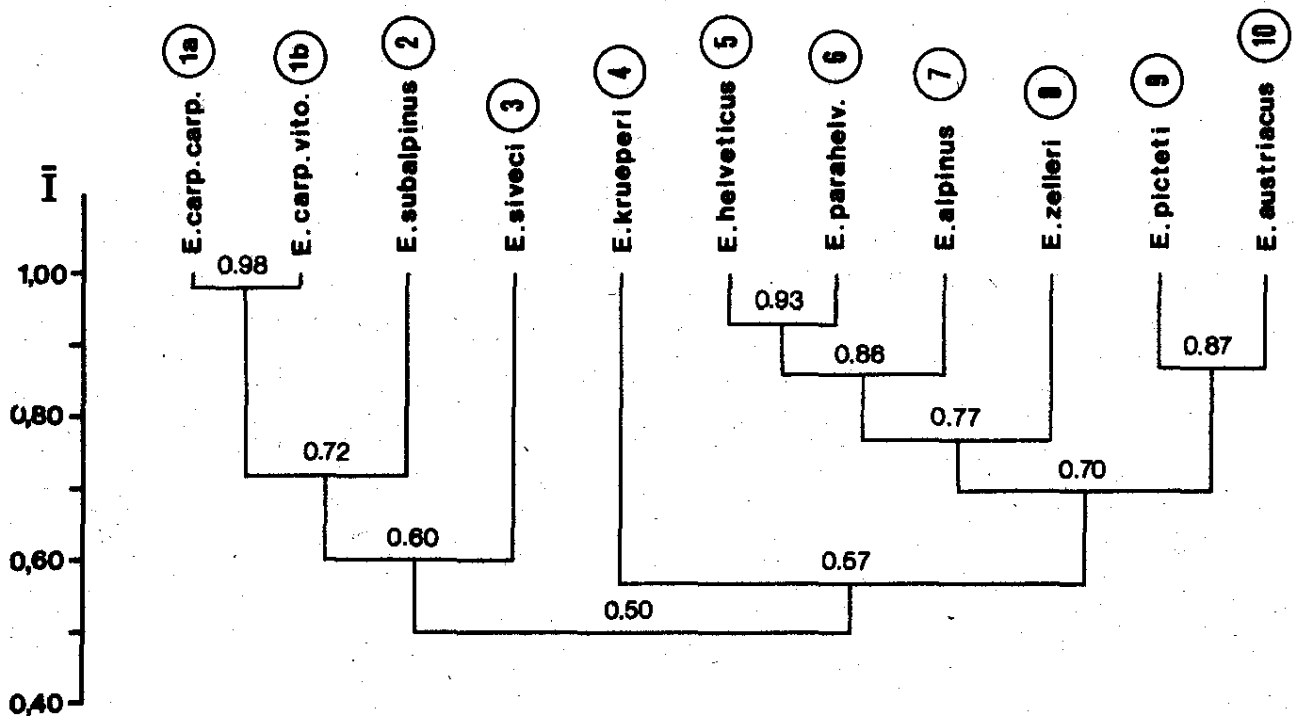 E.carp.carp. 1a
E.carp.vito. 1b
E.subalpinus 2
E.siveci 3
E.krueperi 4
E.helveticus 5
E.parahelv. 6
E.alpinus 7
E.zelleri 8
E.picteti 9
E.austriacus 10
Ī
1,00
0,80
0,60
0,40
0.98
0.93
0.86
0.87
0.77
0.72
0.70
0.60
0.57
0.50